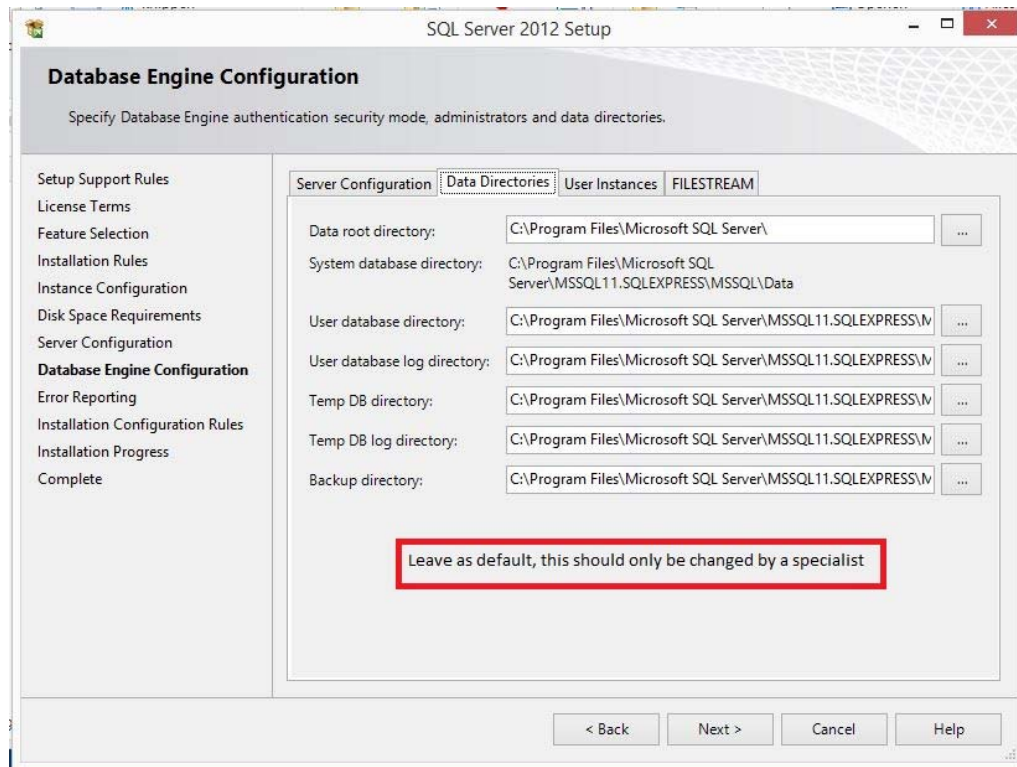 SQL Server 2012 Setup
Database Engine Configuration
Specify Database Engine authentication security mode, administrators and data directories.
Setup Support Rules
License Terms
Feature Selection
Installation Rules
Instance Configuration
Disk Space Requirements
Server Configuration
Database Engine Configuration
Error Reporting
Installation Configuration Rules
Installation Progress
Complete
Server Configuration Data Directories User Instances FILESTREAM
Data root directory: C:\Program Files\Microsoft SQL Server\ ...
System database directory: C:\Program Files\Microsoft SQL
Server\MSSQL11.SQLEXPRESS\MSSQL\Data
User database directory: C:\Program Files\Microsoft SQL Server\MSSQL11.SQLEXPRESS\M ...
User database log directory: C:\Program Files\Microsoft SQL Server\MSSQL11.SQLEXPRESS\M ...
Temp DB directory: C:\Program Files\Microsoft SQL Server\MSSQL11.SQLEXPRESS\M ...
Temp DB log directory: C:\Program Files\Microsoft SQL Server\MSSQL11.SQLEXPRESS\M ...
Backup directory: C:\Program Files\Microsoft SQL Server\MSSQL11.SQLEXPRESS\M ...
Leave as default, this should only be changed by a specialist
< Back Next > Cancel Help